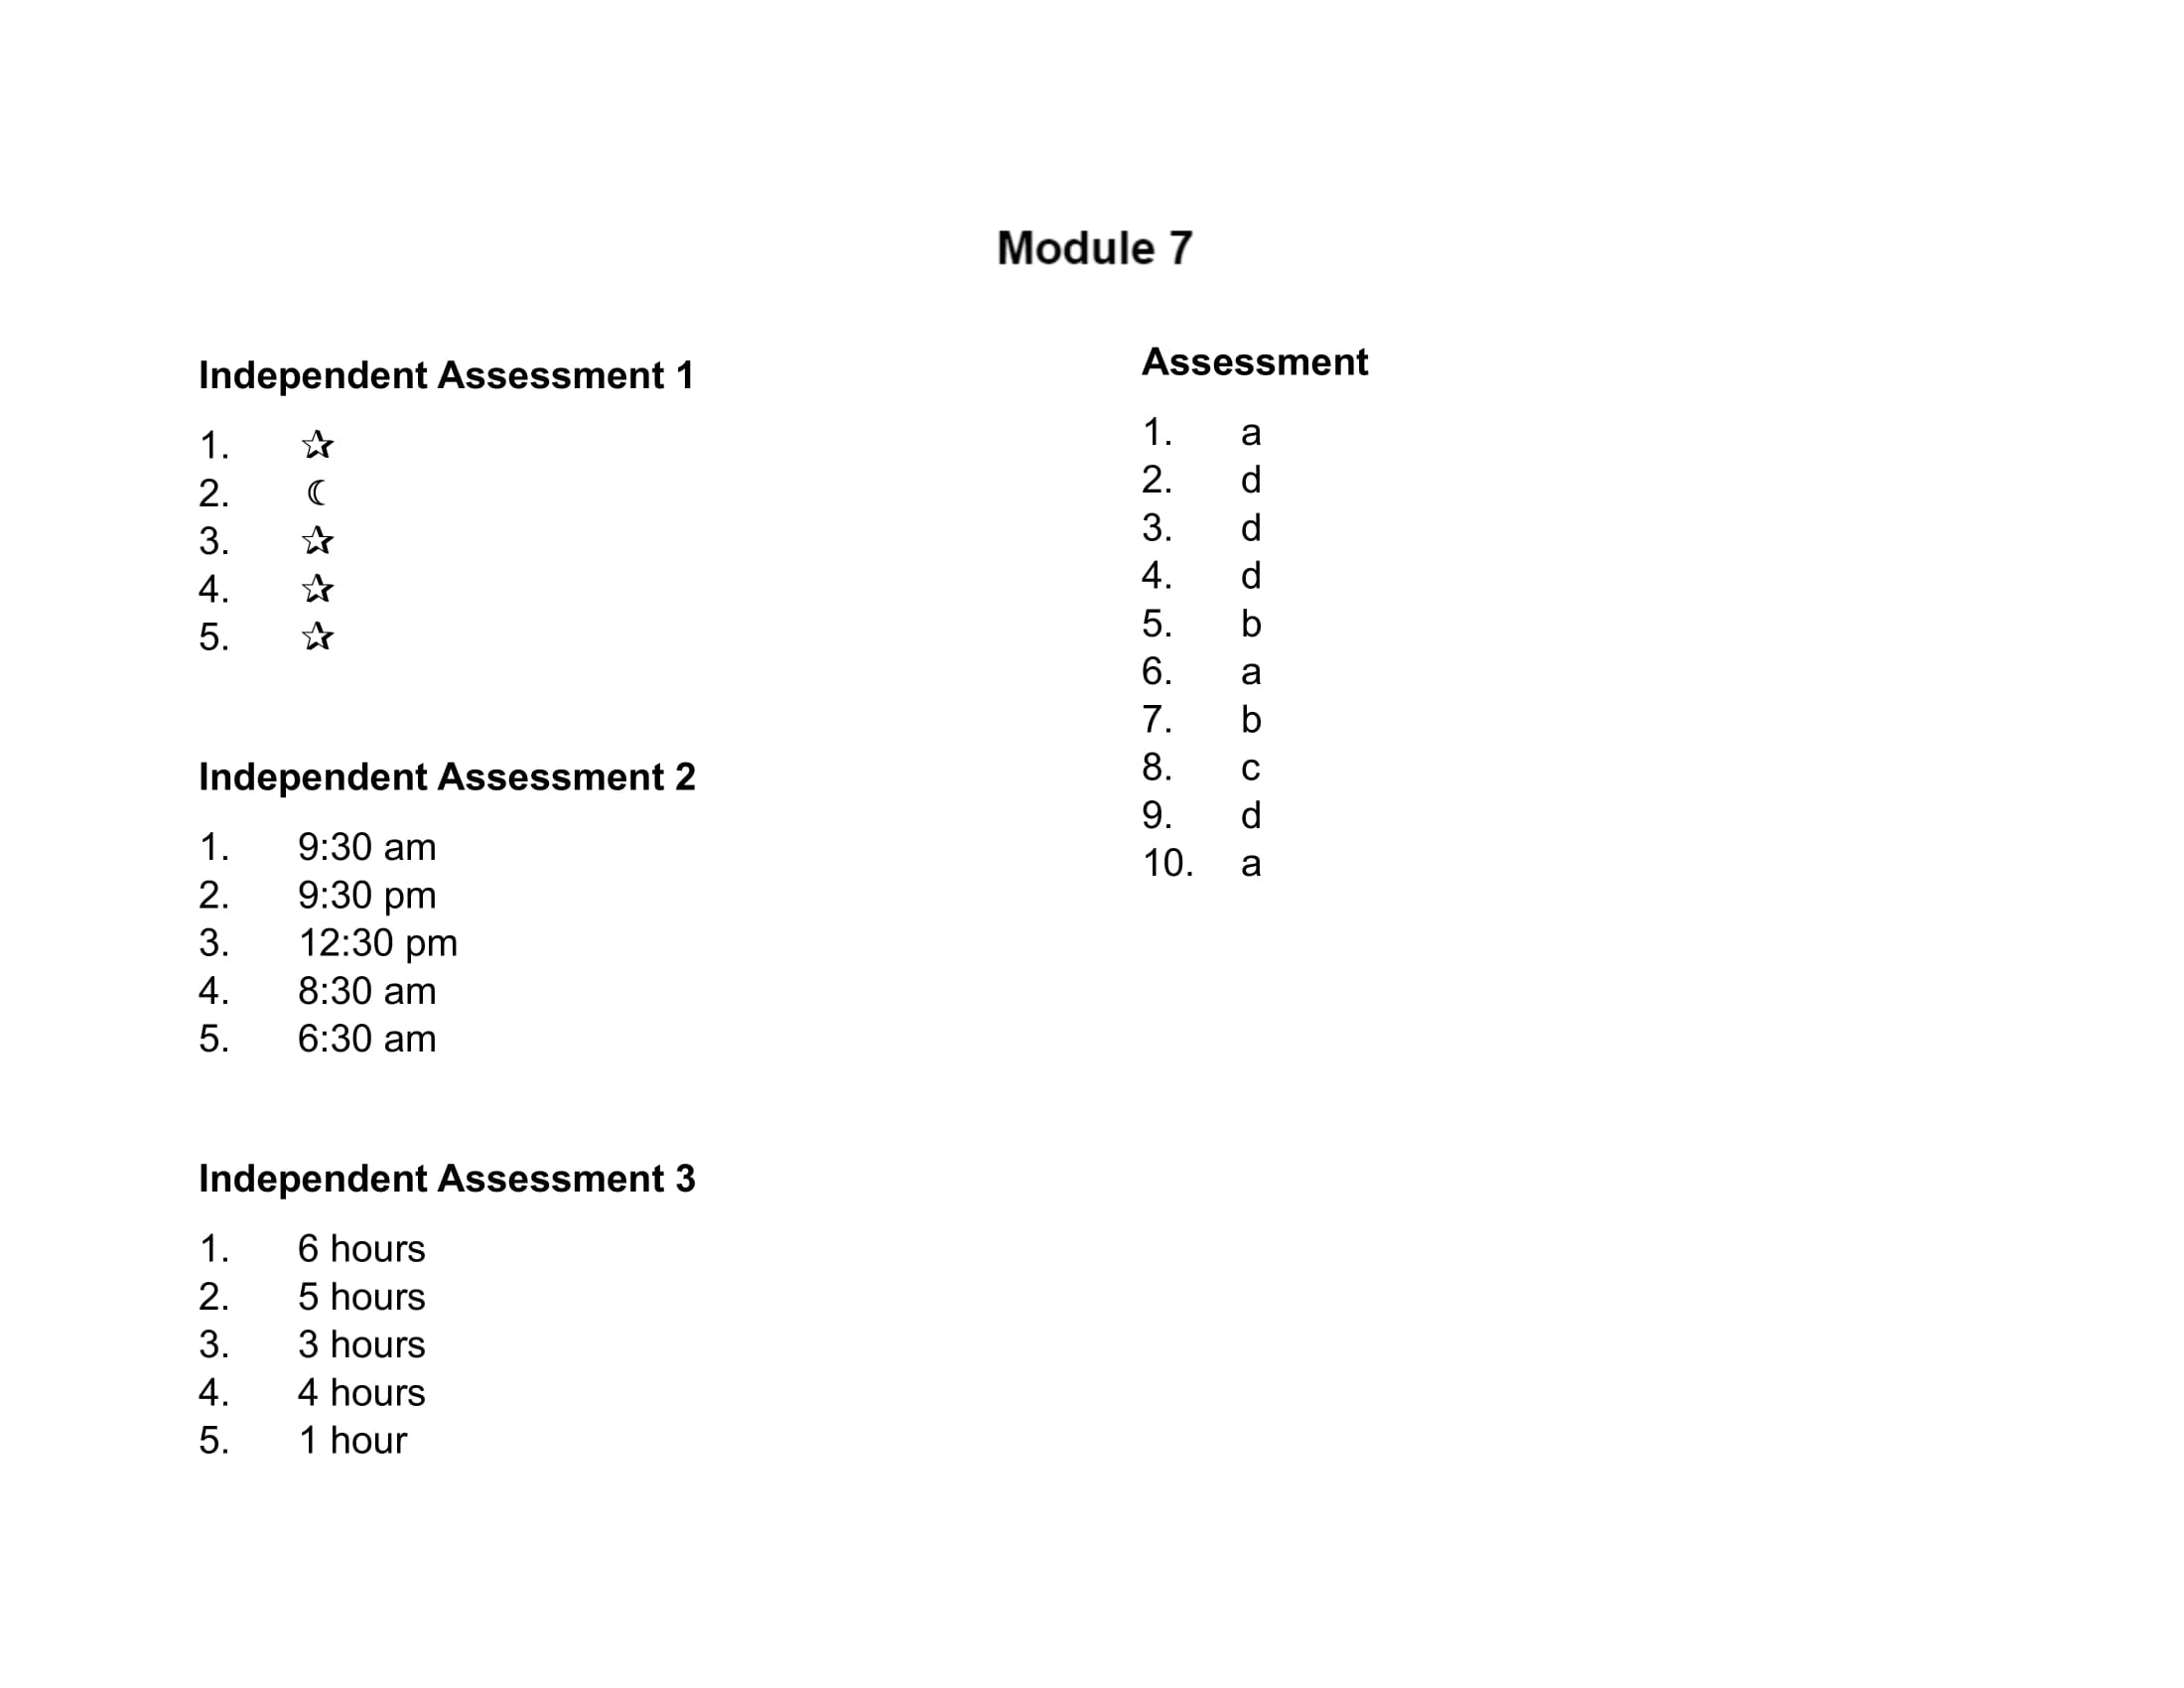 Module 7
Independent Assessment 1
1. ☆
2. ☾
3. ☆
4. ☆
5. ☆
Independent Assessment 2
1. 9:30 am
2. 9:30 pm
3. 12:30 pm
4. 8:30 am
5. 6:30 am
Independent Assessment 3
1. 6 hours
2. 5 hours
3. 3 hours
4. 4 hours
5. 1 hour
Assessment
1. a
2. d
3. d
4. d
5. b
6. a
7. b
8. c
9. d
10. a